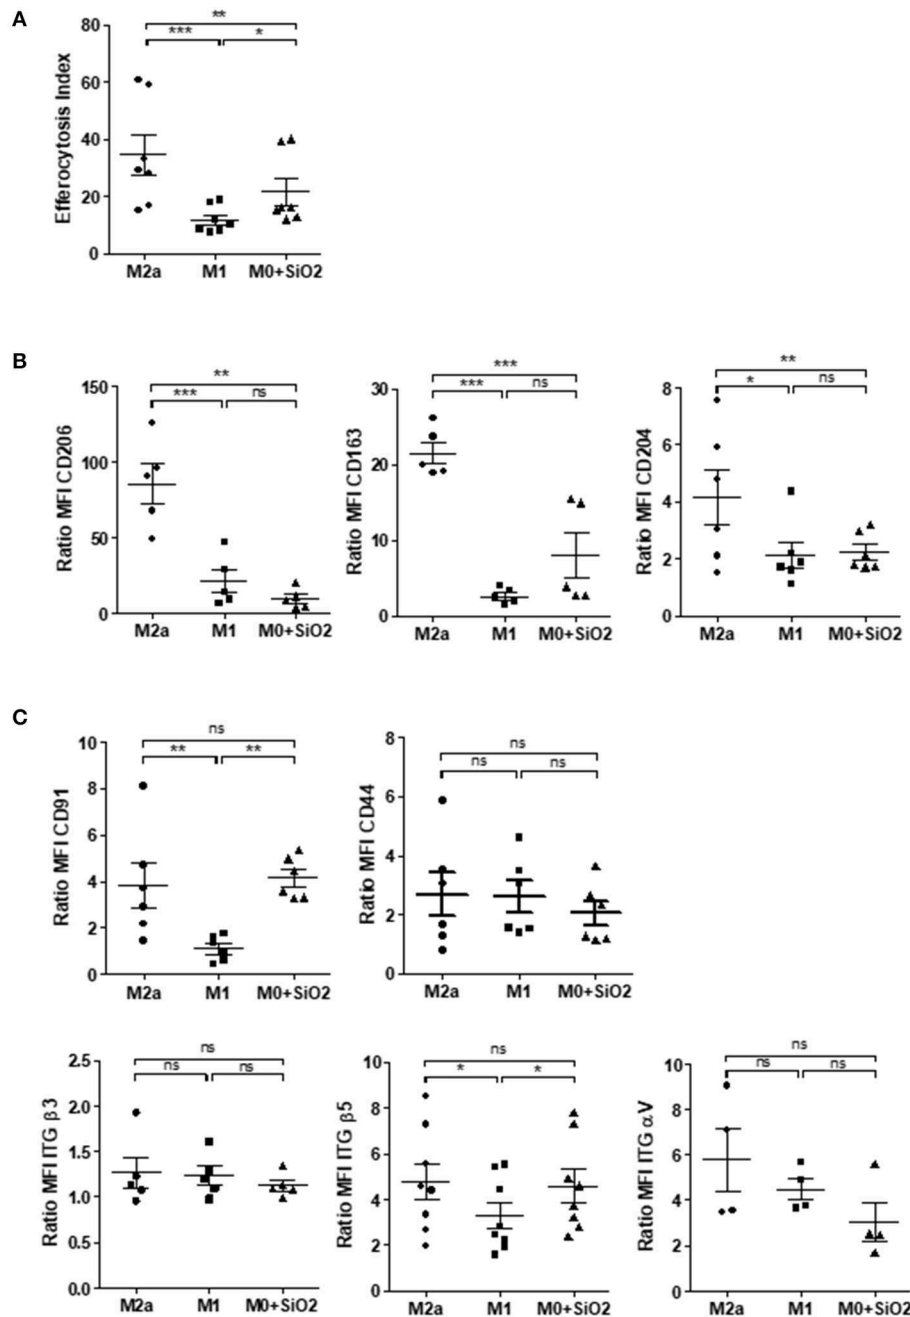 A
**
*** *
80
60
40
20
0
Efferocytosis Index
M2a M1 M0+SiO2
B
**
*** ns
150
100
50
0
Ratio MFI CD206
M2a M1 M0+SiO2
***
*** ns
30
20
10
0
Ratio MFI CD163
M2a M1 M0+SiO2
**
* ns
8
6
4
2
0
Ratio MFI CD204
M2a M1 M0+SiO2
C
ns
** **
10
8
6
4
2
0
Ratio MFI CD91
M2a M1 M0+SiO2
ns
ns ns
8
6
4
2
0
Ratio MFI CD44
M2a M1 M0+SiO2
ns
ns ns
2.5
2.0
1.5
1.0
0.5
0.0
Ratio MFI ITG β3
M2a M1 M0+SiO2
ns
* *
10
8
6
4
2
0
Ratio MFI ITG β5
M2a M1 M0+SiO2
ns
ns ns
10
8
6
4
2
0
Ratio MFI ITG αV
M2a M1 M0+SiO2